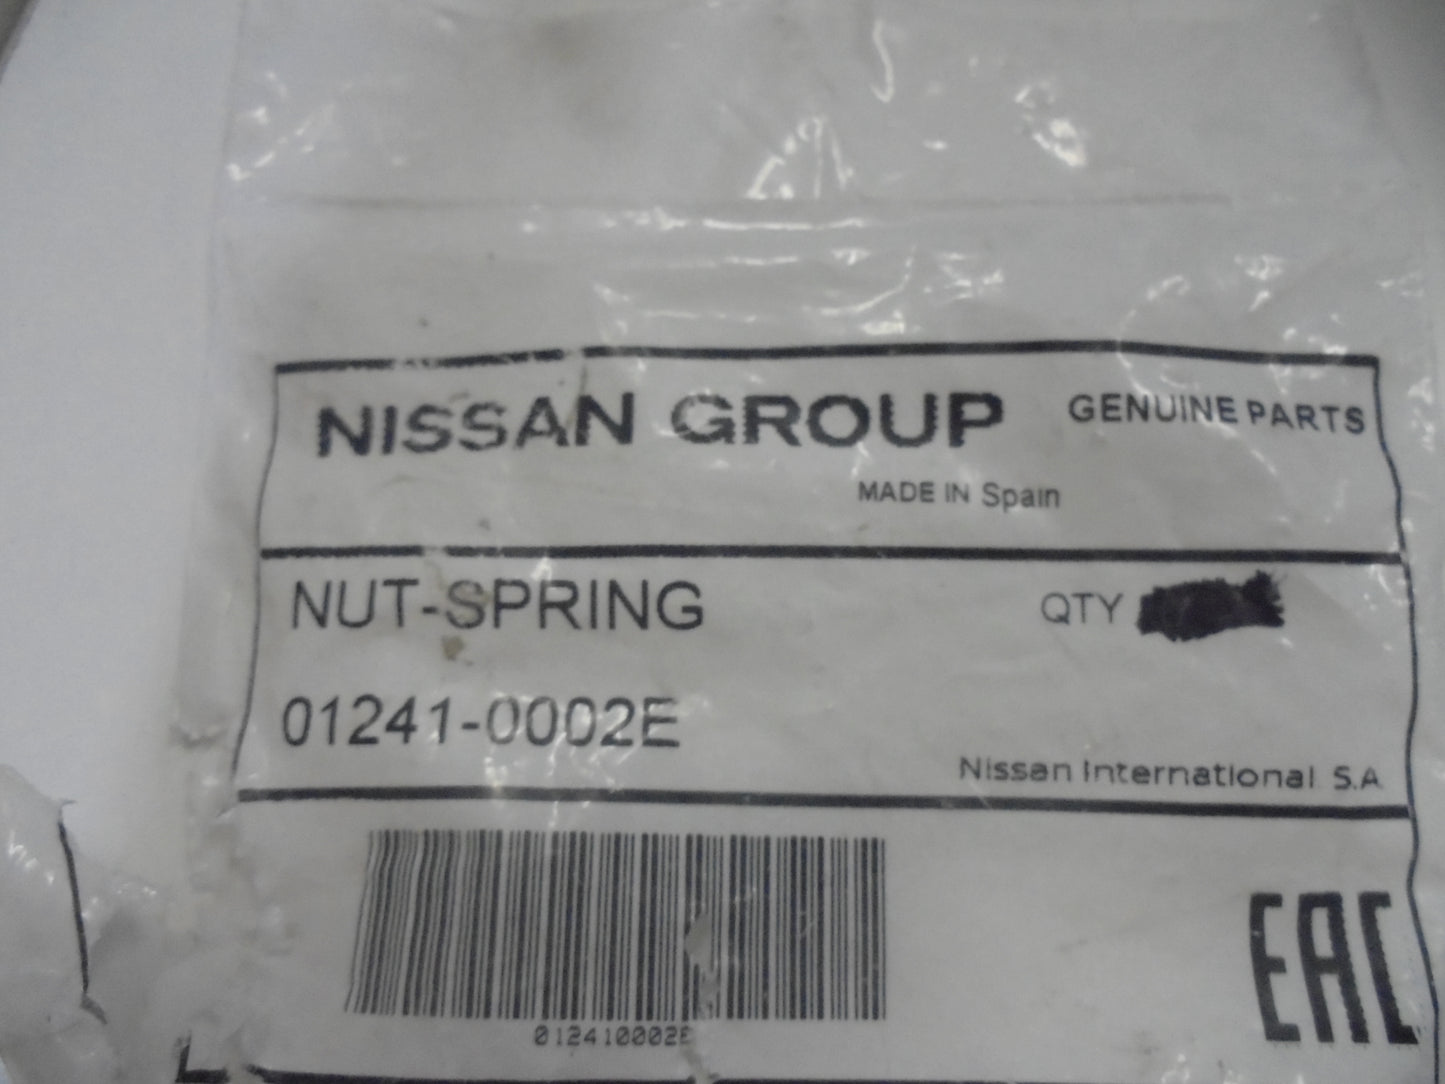 NISSAN GROUP GENUINE PARTS
MADE IN Spain
NUT-SPRING QTY
01241-0002E
Nissan International S.A
012410002E
EAC